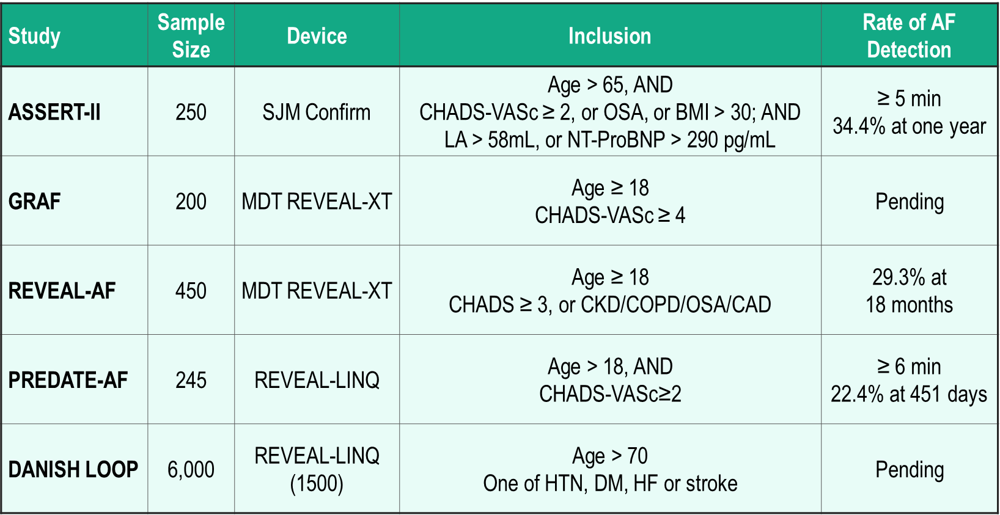 Study
Sample
Size
Device
Inclusion
Rate of AF
Detection
ASSERT-II
250
SJM Confirm
Age > 65, AND
CHADS-VASc ≥ 2, or OSA, or BMI > 30; AND
LA > 58mL, or NT-ProBNP > 290 pg/mL
≥ 5 min
34.4% at one year
GRAF
200
MDT REVEAL-XT
Age ≥ 18
CHADS-VASc ≥ 4
Pending
REVEAL-AF
450
MDT REVEAL-XT
Age ≥ 18
CHADS ≥ 3, or CKD/COPD/OSA/CAD
29.3% at
18 months
PREDATE-AF
245
REVEAL-LINQ
Age > 18, AND
CHADS-VASc≥2
≥ 6 min
22.4% at 451 days
DANISH LOOP
6,000
REVEAL-LINQ
(1500)
Age > 70
One of HTN, DM, HF or stroke
Pending